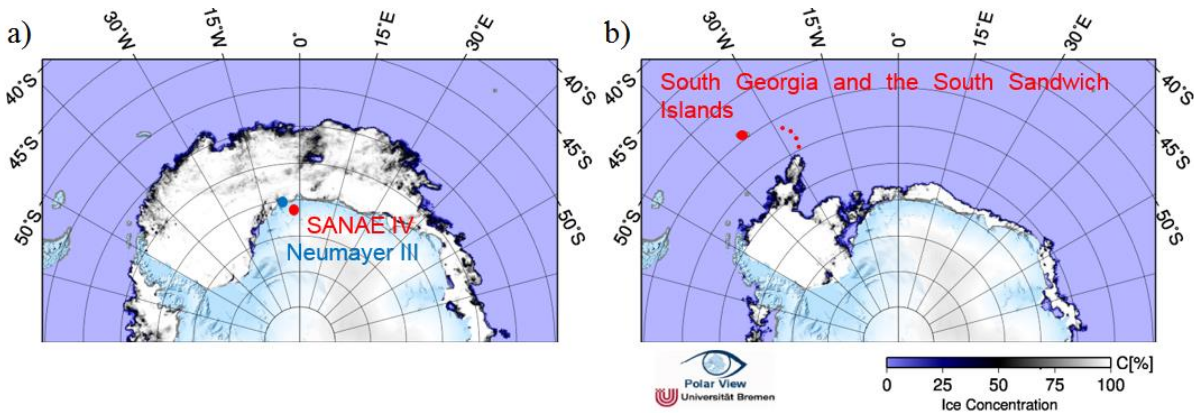 a)
30°W
15°W
0°
15°E
30°E
40°S
45°S
50°S
40°S
45°S
50°S
SANAE IV
Neumayer III
b)
30°W
15°W
0°
15°E
30°E
40°S
45°S
50°S
40°S
45°S
50°S
South Georgia and the South Sandwich
Islands
Polar View
Universität Bremen
C[%]
0 25 50 75 100
Ice Concentration